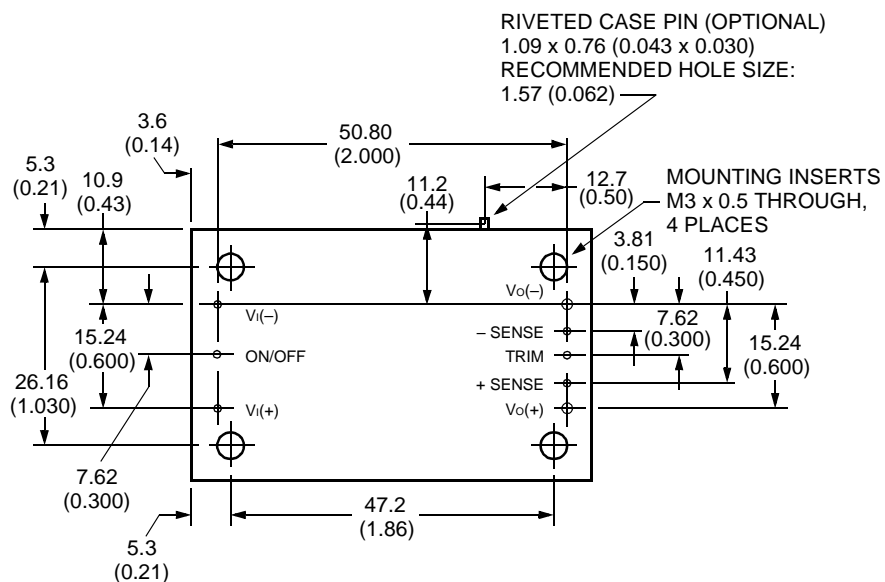 RIVETED CASE PIN (OPTIONAL)
1.09 x 0.76 (0.043 x 0.030)
RECOMMENDED HOLE SIZE:
1.57 (0.062)
3.6
(0.14)
50.80
(2.000)
5.3
(0.21)
10.9
(0.43)
11.2
(0.44)
12.7
(0.50)
MOUNTING INSERTS
M3 x 0.5 THROUGH,
4 PLACES
3.81
(0.150)
11.43
(0.450)
VO(–)
VI(–)
– SENSE
7.62
(0.300)
15.24
(0.600)
ON/OFF
TRIM
15.24
(0.600)
26.16
(1.030)
+ SENSE
VI(+)
VO(+)
7.62
(0.300)
47.2
(1.86)
5.3
(0.21)